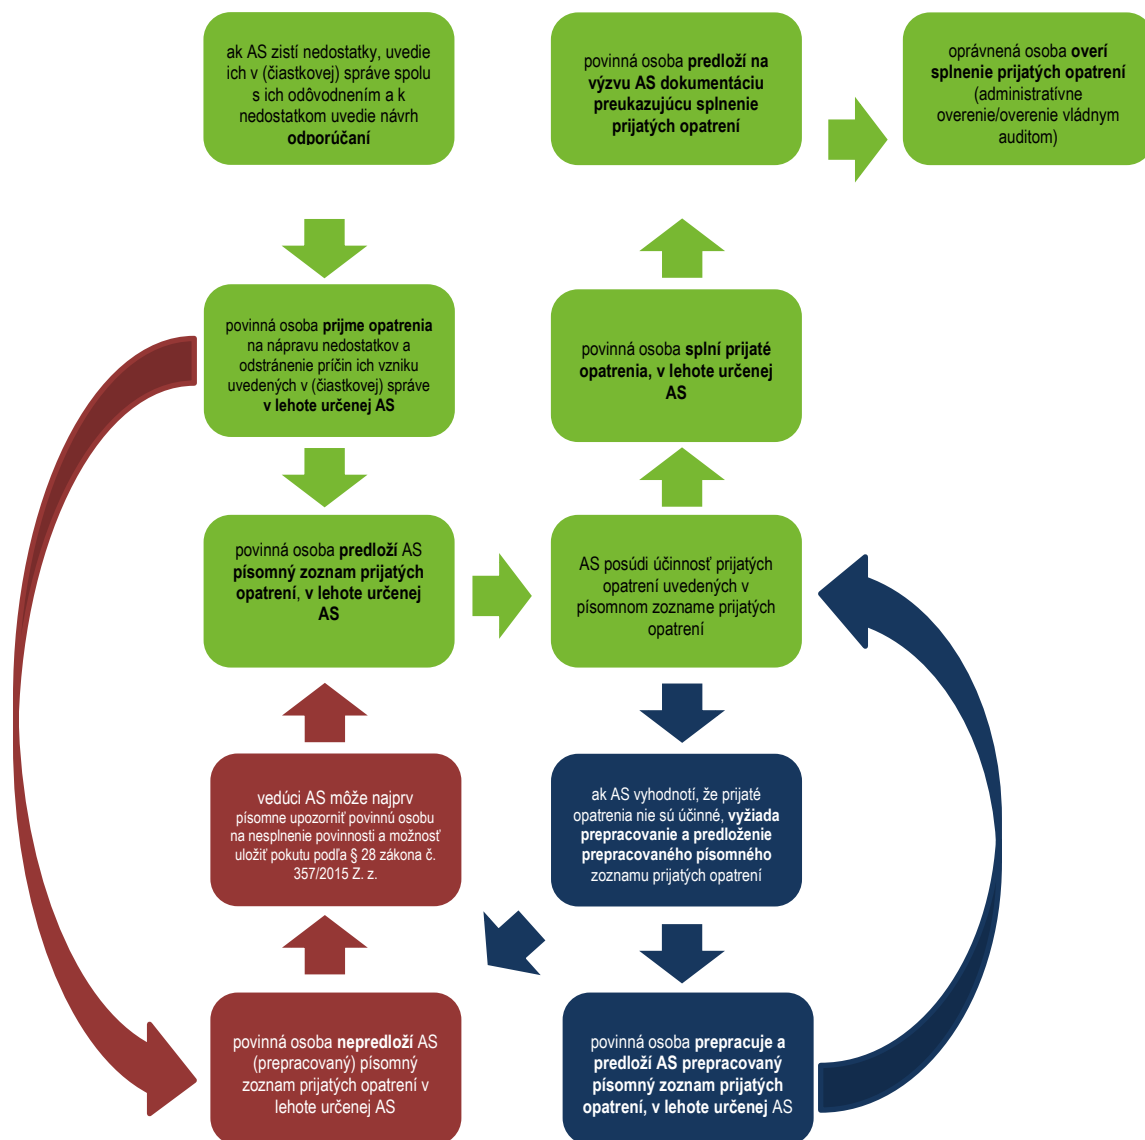 ak AS zistí nedostatky, uvedie
ich v (čiastkovej) správe spolu
s ich odôvodnením a k
nedostatkom uvedie návrh
odporúčaní
povinná osoba prijme opatrenia
na nápravu nedostatkov a
odstránenie príčin ich vzniku
uvedených v (čiastkovej) správe
v lehote určenej AS
povinná osoba predloží AS
písomný zoznam prijatých
opatrení, v lehote určenej
AS
AS posúdi účinnosť prijatých
opatrení uvedených v
písomnom zozname prijatých
opatrení
povinná osoba splní prijaté
opatrenia, v lehote určenej
AS
povinná osoba predloží na
výzvu AS dokumentáciu
preukazujúcu splnenie
prijatých opatrení
oprávnená osoba overí
splnenie prijatých opatrení
(administratívne
overenie/overenie vládnym
auditom)
vedúci AS môže najprv
písomne upozorniť povinnú osobu
na nesplnenie povinnosti a možnosť
uložiť pokutu podľa § 28 zákona č.
357/2015 Z. z.
ak AS vyhodnotí, že prijaté
opatrenia nie sú účinné, vyžiada
prepracovanie a predloženie
prepracovaného písomného
zoznamu prijatých opatrení
povinná osoba nepredloží AS
(prepracovaný) písomný
zoznam prijatých opatrení v
lehote určenej AS
povinná osoba prepracuje a
predloží AS prepracovaný
písomný zoznam prijatých
opatrení, v lehote určenej AS